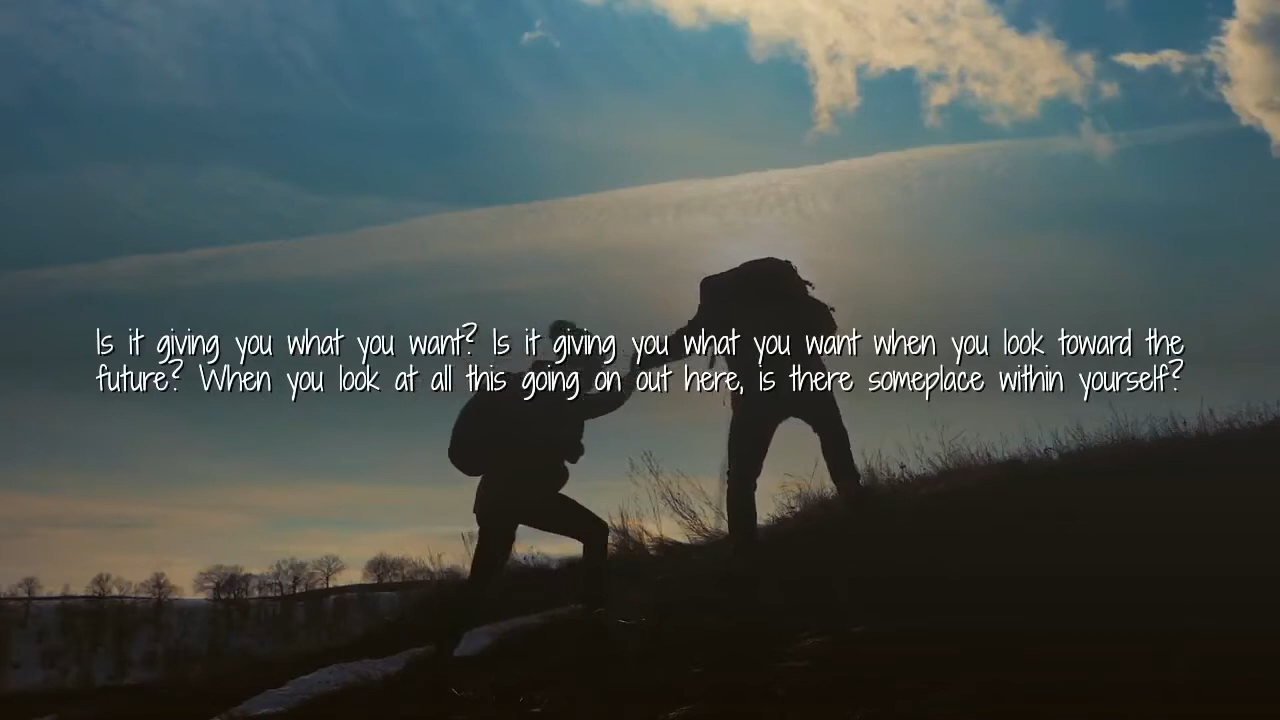 Is it giving you what you want? Is it giving you what you want when you look toward the
future? When you look at all this going on out here, is there someplace within yourself?